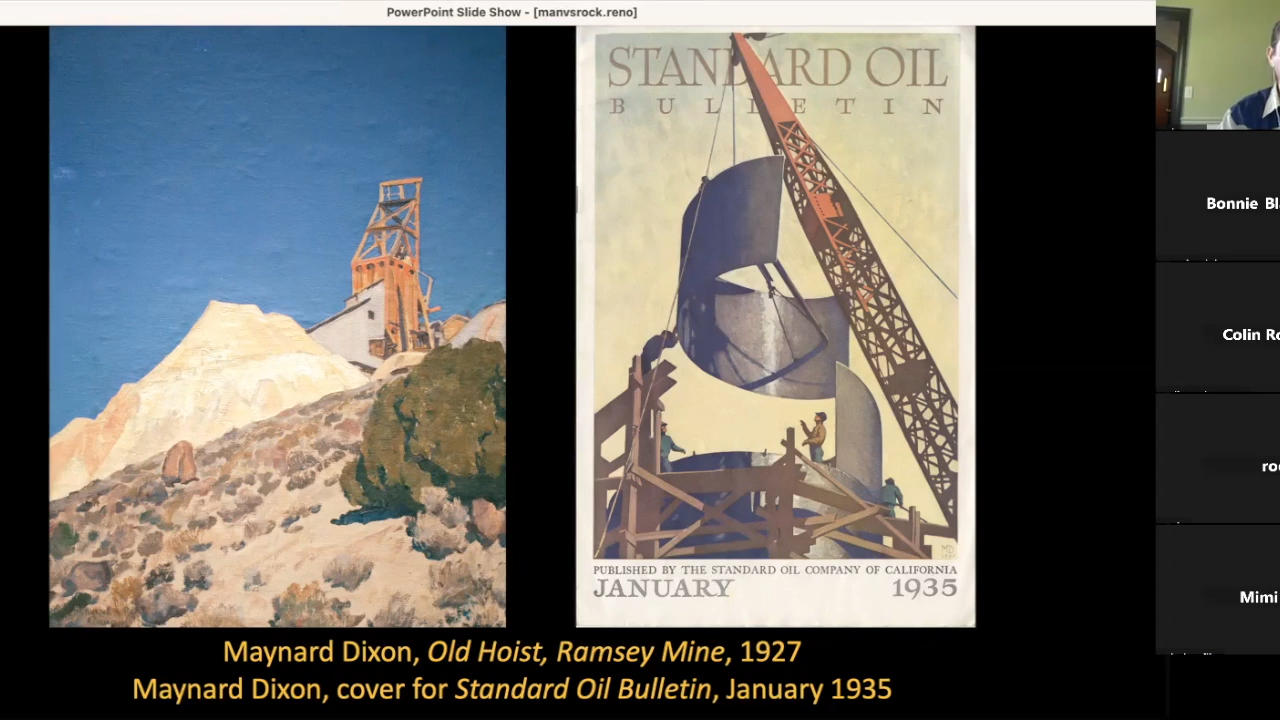 PowerPoint Slide Show - [manvsrock.reno]
STANDARD OIL
BULLETIN
PUBLISHED BY THE STANDARD OIL COMPANY OF CALIFORNIA
JANUARY 1935
Maynard Dixon, Old Hoist, Ramsey Mine, 1927
Maynard Dixon, cover for Standard Oil Bulletin, January 1935
Bonnie
Colin
Mimi